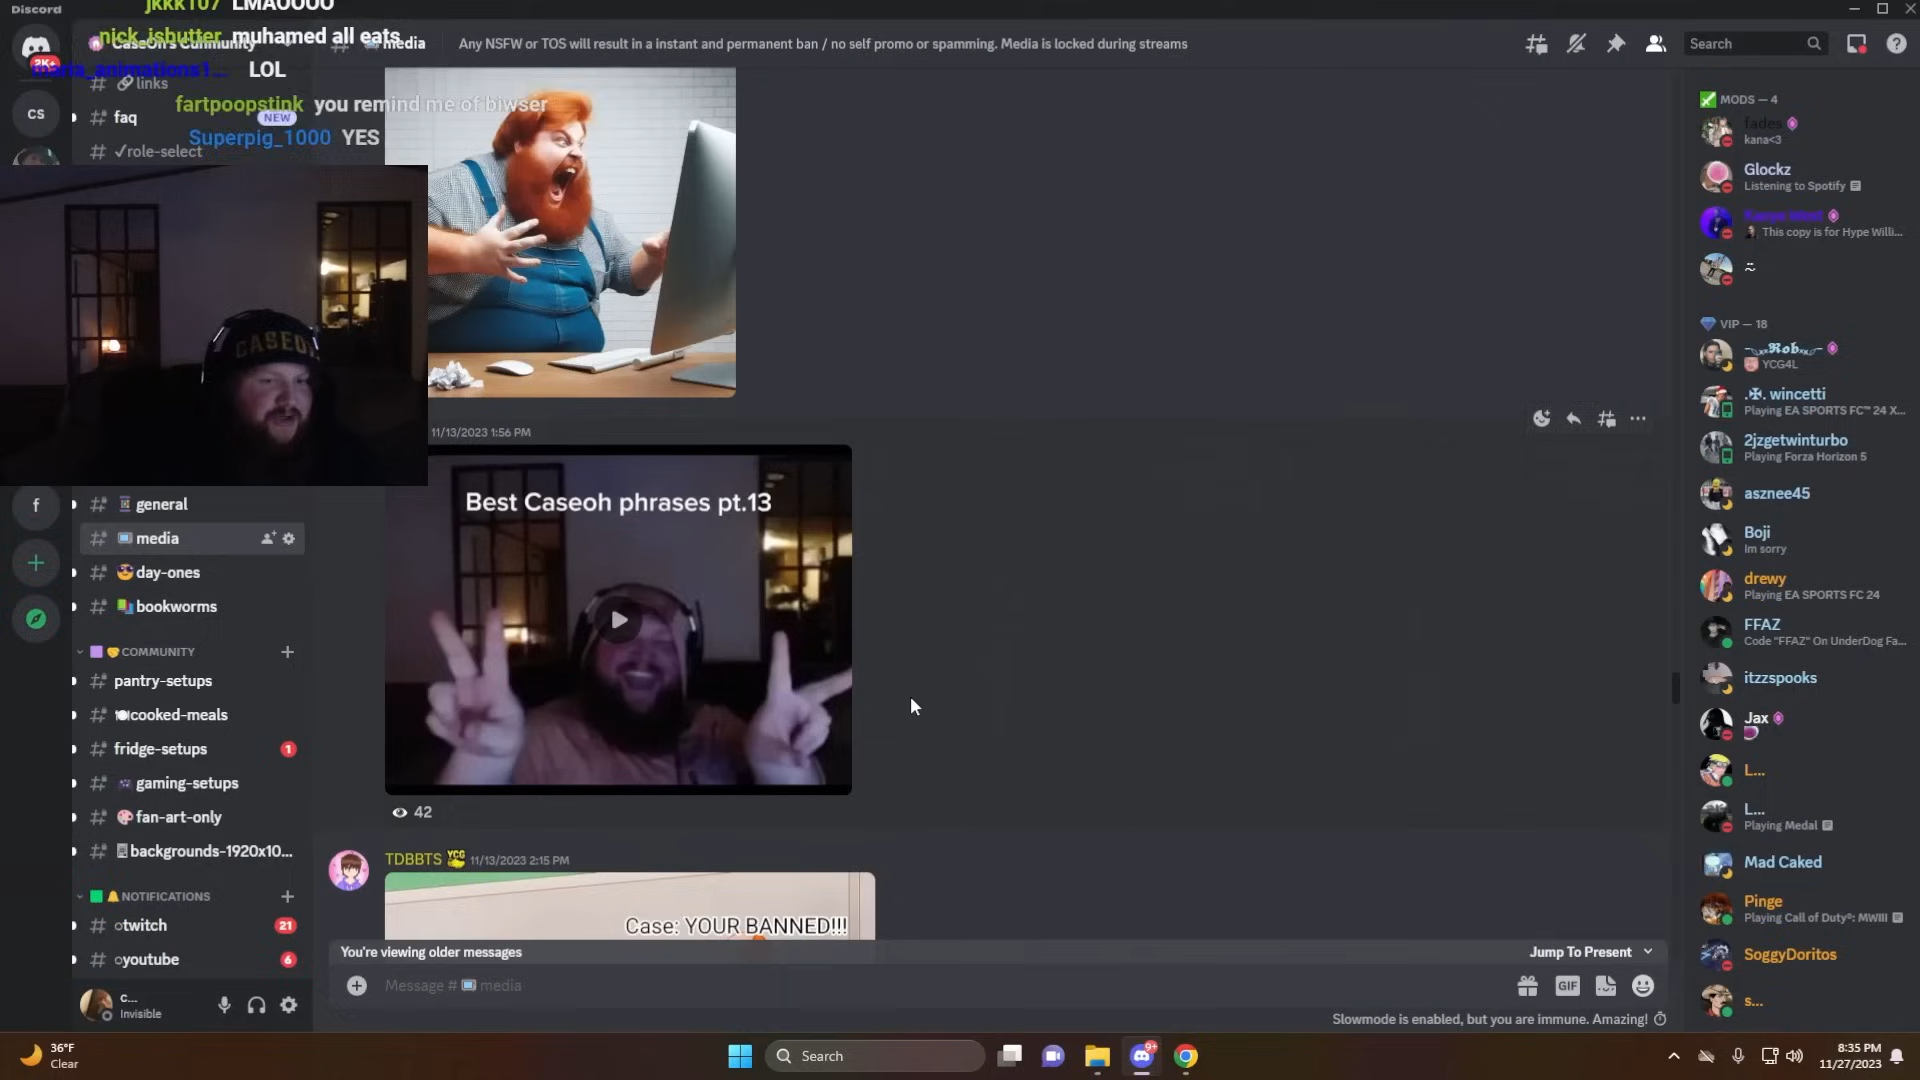 Discord
jkkk107 LMAOOOO
nick_isbutter muhamed all eats
media
Any NSFW or TOS will result in a instant and permanent ban / no self promo or spamming. Media is locked during streams
Search
2K+
maria_animations1... LOL
links
fartpoopstink you remind me of biwser
CS
faq
NEW
Superpig_1000 YES
✓role-select
CASEOH
general
media
day-ones
bookworms
COMMUNITY
pantry-setups
cooked-meals
fridge-setups
1
gaming-setups
fan-art-only
backgrounds-1920x10...
NOTIFICATIONS
twitch
21
youtube
6
f
c...
Invisible
11/13/2023 1:56 PM
Best Caseoh phrases pt.13
42
TDBBTS YCG 11/13/2023 2:15 PM
Case: YOUR BANNED!!!
You're viewing older messages
Jump To Present
Message # media
GIF
Slowmode is enabled, but you are immune. Amazing!
MODS — 4
fades
kana<3
Glockz
Listening to Spotify
This copy is for Hype Willi...
VIP — 18
Rob
YCG4L
.✠. wincetti
Playing EA SPORTS FC™ 24 X...
2jzgetwinturbo
Playing Forza Horizon 5
asznee45
Boji
Im sorry
drewy
Playing EA SPORTS FC 24
FFAZ
Code "FFAZ" On UnderDog Fa...
itzzspooks
Jax
L...
L...
Playing Medal
Mad Caked
Pinge
Playing Call of Duty®: MWIII
SoggyDoritos
s...
36°F
Clear
Search
9+
8:35 PM
11/27/2023